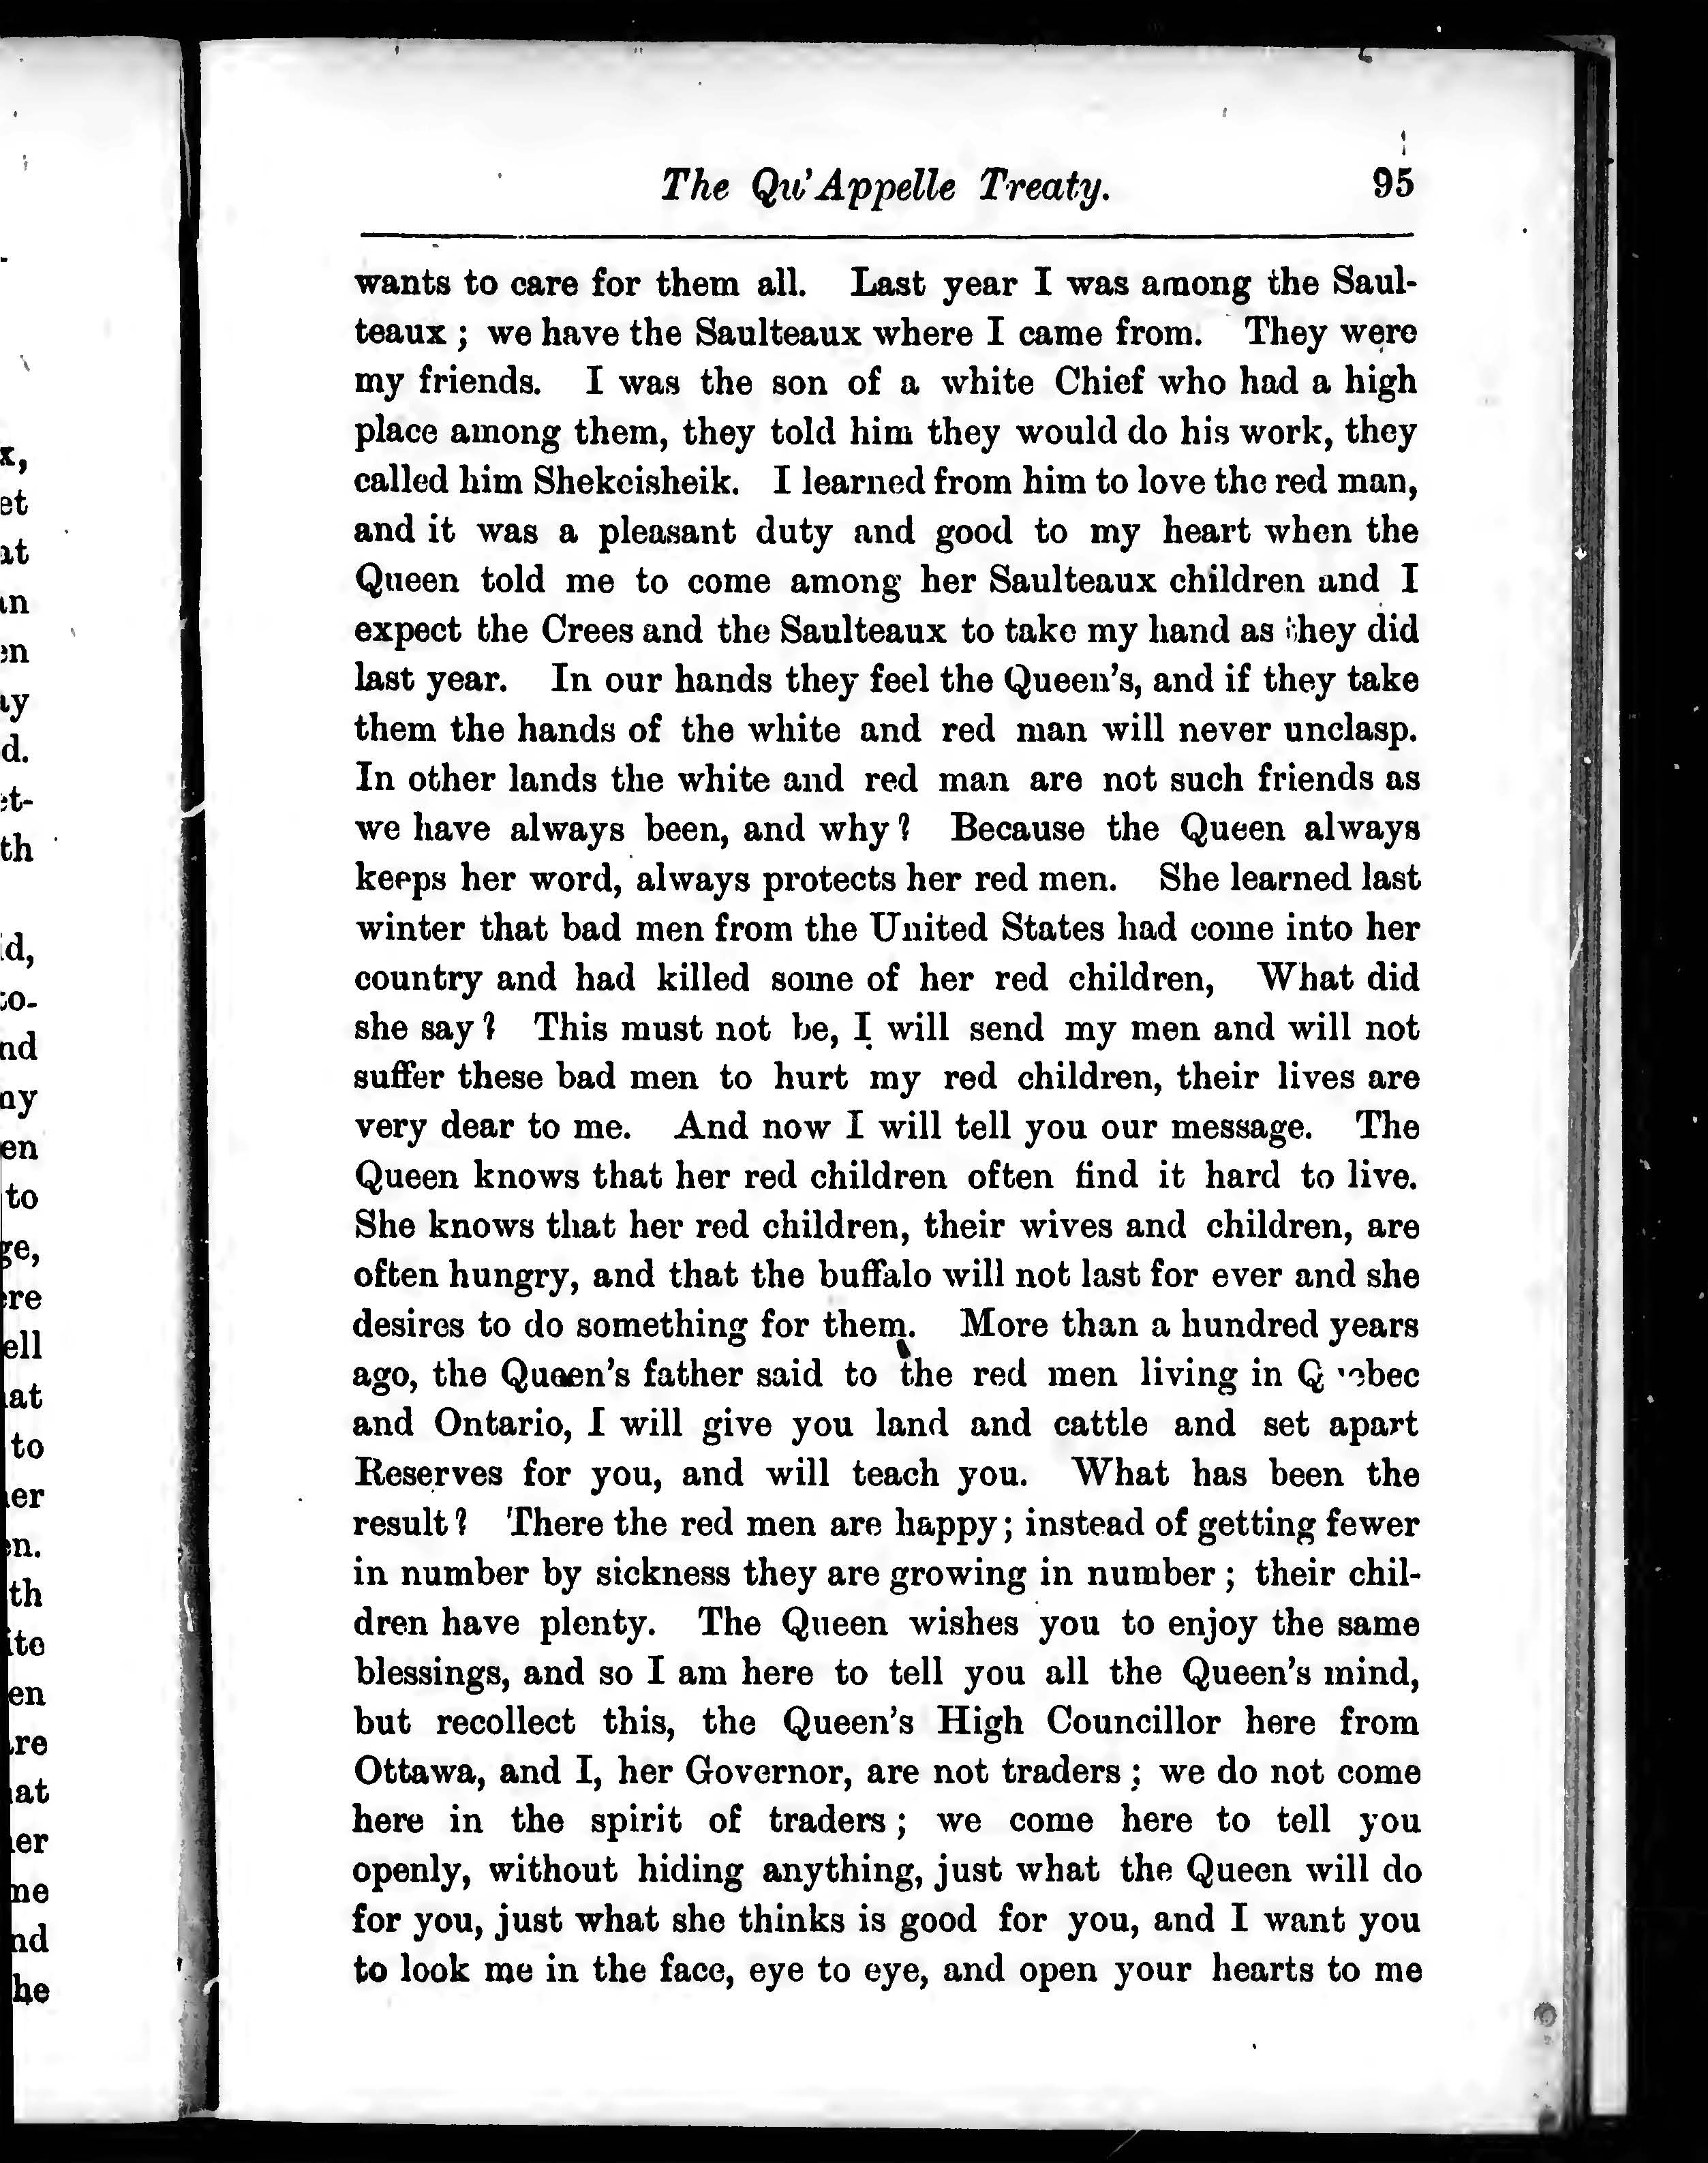 The Qu'Appelle Treaty. 95
wants to care for them all. Last year I was among the Saul-
teaux ; we have the Saulteaux where I came from. They were
my friends. I was the son of a white Chief who had a high
place among them, they told him they would do his work, they
called him Shekeisheik. I learned from him to love the red man,
and it was a pleasant duty and good to my heart when the
Queen told me to come among her Saulteaux children and I
expect the Crees and the Saulteaux to take my hand as they did
last year. In our hands they feel the Queen's, and if they take
them the hands of the white and red man will never unclasp.
In other lands the white and red man are not such friends as
we have always been, and why? Because the Queen always
keeps her word, always protects her red men. She learned last
winter that bad men from the United States had come into her
country and had killed some of her red children, What did
she say? This must not be, I will send my men and will not
suffer these bad men to hurt my red children, their lives are
very dear to me. And now I will tell you our message. The
Queen knows that her red children often find it hard to live.
She knows that her red children, their wives and children, are
often hungry, and that the buffalo will not last for ever and she
desires to do something for them. More than a hundred years
ago, the Queen's father said to the red men living in Quebec
and Ontario, I will give you land and cattle and set apart
Reserves for you, and will teach you. What has been the
result? There the red men are happy; instead of getting fewer
in number by sickness they are growing in number ; their chil-
dren have plenty. The Queen wishes you to enjoy the same
blessings, and so I am here to tell you all the Queen's mind,
but recollect this, the Queen's High Councillor here from
Ottawa, and I, her Governor, are not traders ; we do not come
here in the spirit of traders ; we come here to tell you
openly, without hiding anything, just what the Queen will do
for you, just what she thinks is good for you, and I want you
to look me in the face, eye to eye, and open your hearts to me